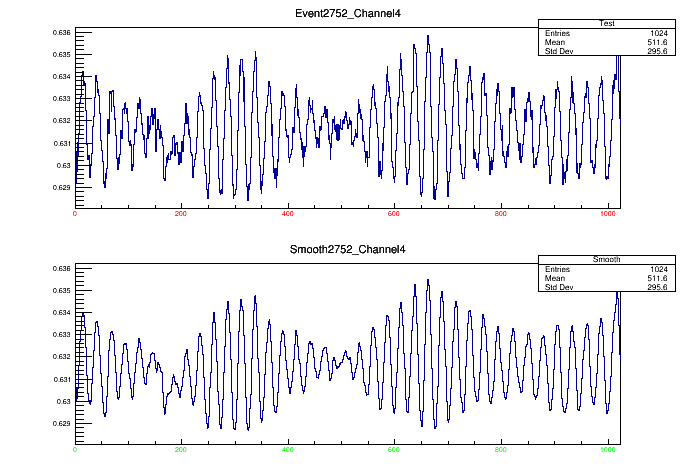 Event2752_Channel4
Test
Entries 1024
Mean 511.6
Std Dev 295.6
0.636
0.635
0.634
0.633
0.632
0.631
0.63
0.629
0 200 400 600 800 1000
Smooth2752_Channel4
Smooth
Entries 1024
Mean 511.6
Std Dev 295.6
0.636
0.635
0.634
0.633
0.632
0.631
0.63
0.629
0 200 400 600 800 1000